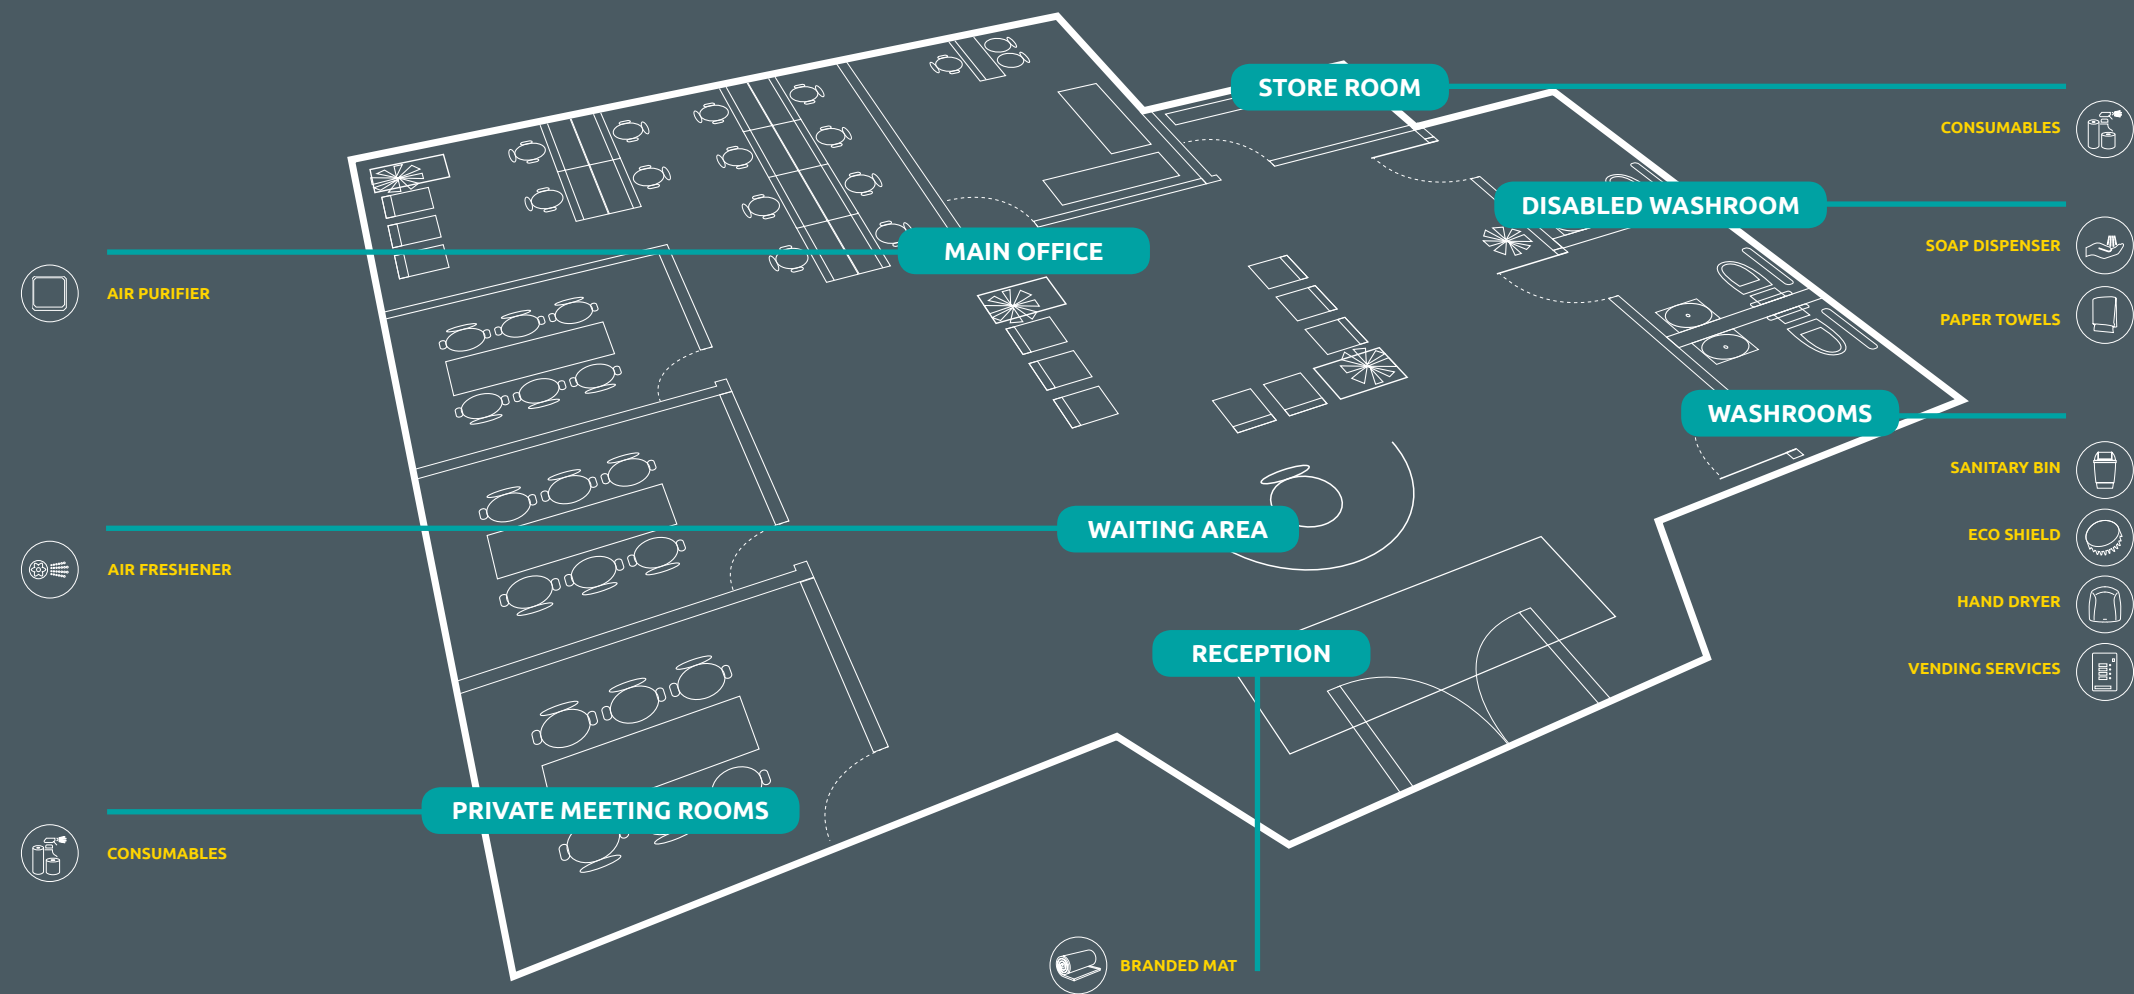 STORE ROOM
CONSUMABLES
DISABLED WASHROOM
SOAP DISPENSER
PAPER TOWELS
MAIN OFFICE
AIR PURIFIER
WASHROOMS
SANITARY BIN
ECO SHIELD
HAND DRYER
VENDING SERVICES
WAITING AREA
AIR FRESHENER
RECEPTION
BRANDED MAT
PRIVATE MEETING ROOMS
CONSUMABLES